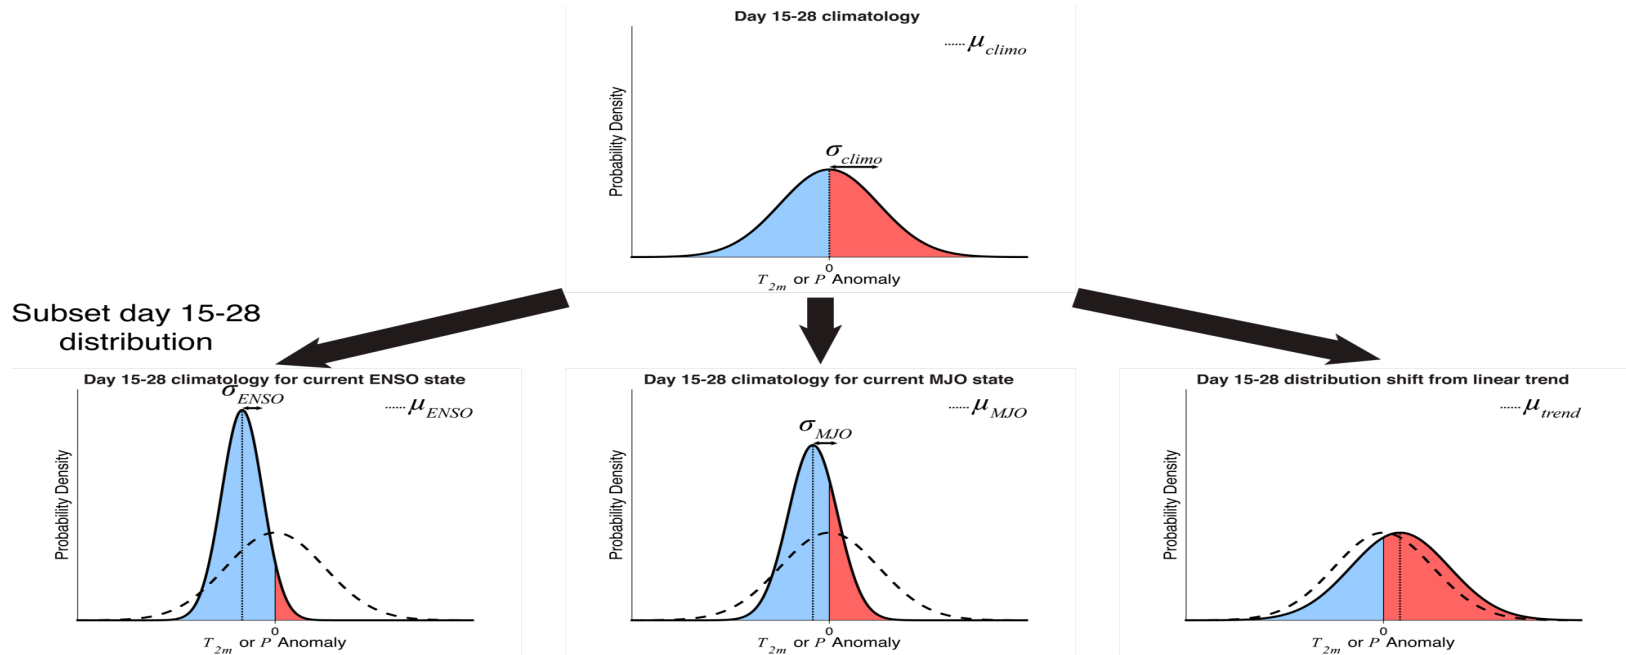 Day 15-28 climatology
μclimo
σclimo
Probability Density
0
T2m or P Anomaly
Subset day 15-28
distribution
Day 15-28 climatology for current ENSO state
σENSO
μENSO
Probability Density
0
T2m or P Anomaly
Day 15-28 climatology for current MJO state
μMJO
σMJO
Probability Density
0
T2m or P Anomaly
Day 15-28 distribution shift from linear trend
μtrend
Probability Density
0
T2m or P Anomaly